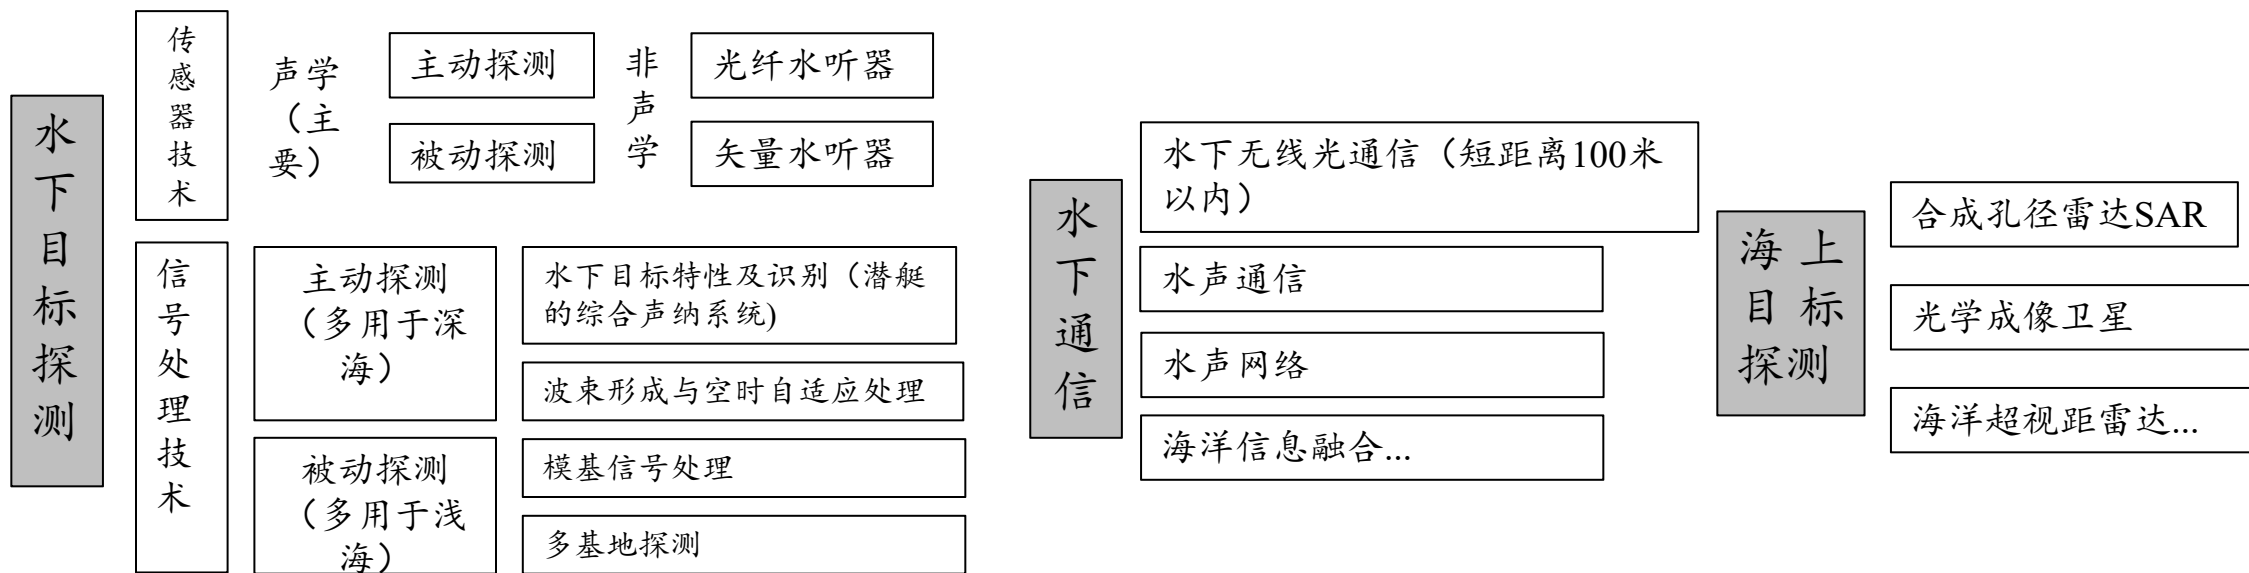 水下目标探测
传感器技术
声学
（主
要）
主动探测
被动探测
非声学
光纤水听器
矢量水听器
信号处理技术
主动探测
（多用于深
海）
被动探测
（多用于浅
海）
水下目标特性及识别（潜艇
的综合声纳系统)
波束形成与空时自适应处理
模基信号处理
多基地探测
水下通信
水下无线光通信（短距离100米
以内）
水声通信
水声网络
海洋信息融合...
海上
目标
探测
合成孔径雷达SAR
光学成像卫星
海洋超视距雷达...